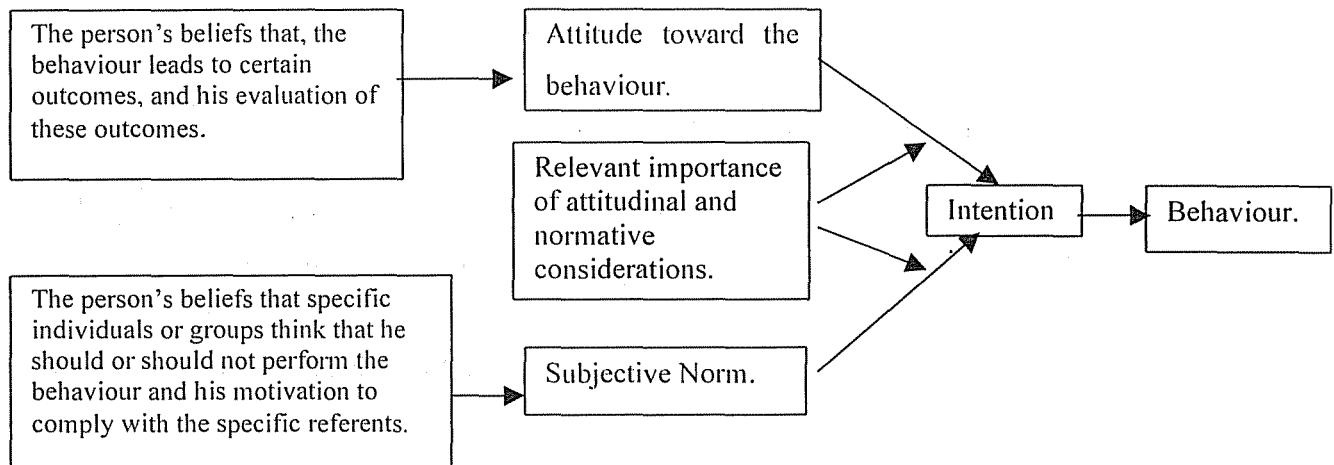 The person's beliefs that, the
behaviour leads to certain
outcomes, and his evaluation of
these outcomes.
Attitude toward the
behaviour.
Relevant importance
of attitudinal and
normative
considerations.
Intention
Behaviour.
The person's beliefs that specific
individuals or groups think that he
should or should not perform the
behaviour and his motivation to
comply with the specific referents.
Subjective Norm.